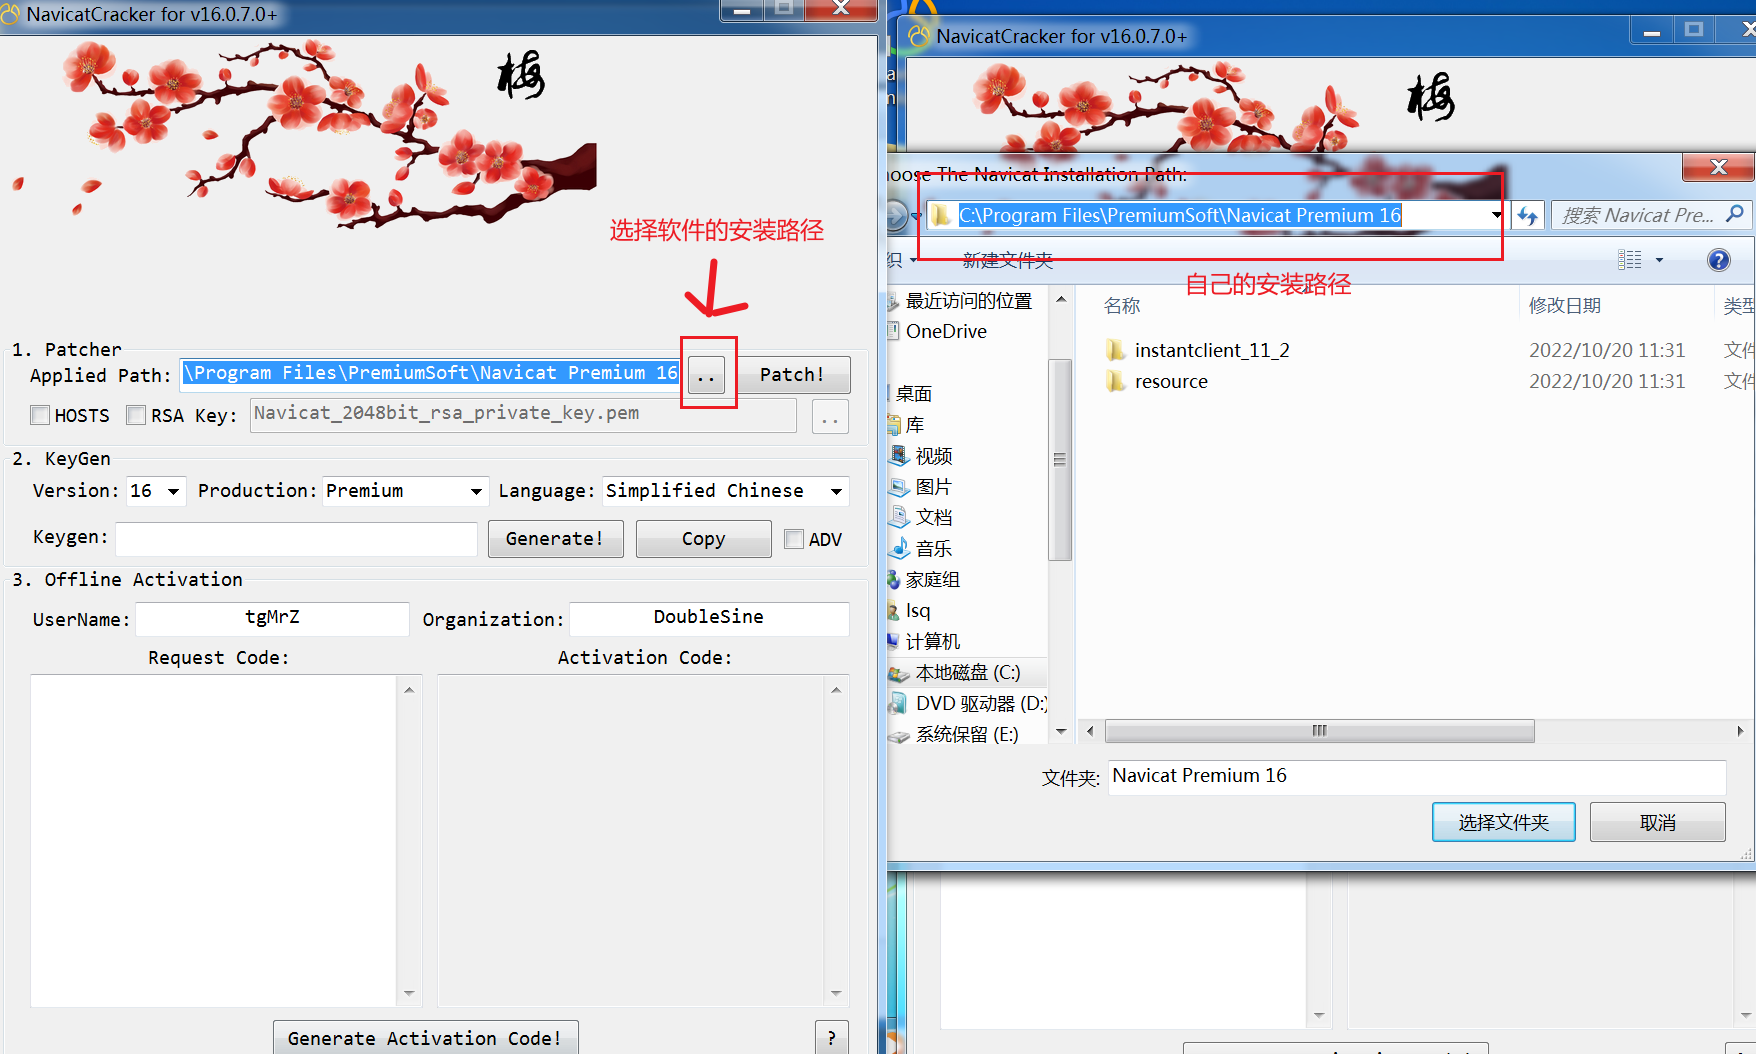 NavicatCracker for v16.0.7.0+
梅
选择软件的安装路径
1. Patcher
Applied Path: \Program Files\PremiumSoft\Navicat Premium 16 .. Patch!
HOSTS RSA Key: Navicat_2048bit_rsa_private_key.pem ..
2. KeyGen
Version: 16 Production: Premium Language: Simplified Chinese
Keygen: Generate! Copy ADV
3. Offline Activation
UserName: tgMrZ Organization: DoubleSine
Request Code: Activation Code:
Generate Activation Code! ?
NavicatCracker for v16.0.7.0+
梅
oose The Navicat Installation Path:
C:\Program Files\PremiumSoft\Navicat Premium 16 搜索 Navicat Pre...
织 新建文件夹
自己的安装路径
最近访问的位置
OneDrive
桌面
库
视频
图片
文档
音乐
家庭组
lsq
计算机
本地磁盘 (C:)
DVD 驱动器 (D:)
系统保留 (E:)
名称 修改日期 类型
instantclient_11_2 2022/10/20 11:31 文件
resource 2022/10/20 11:31 文件
文件夹: Navicat Premium 16
选择文件夹 取消